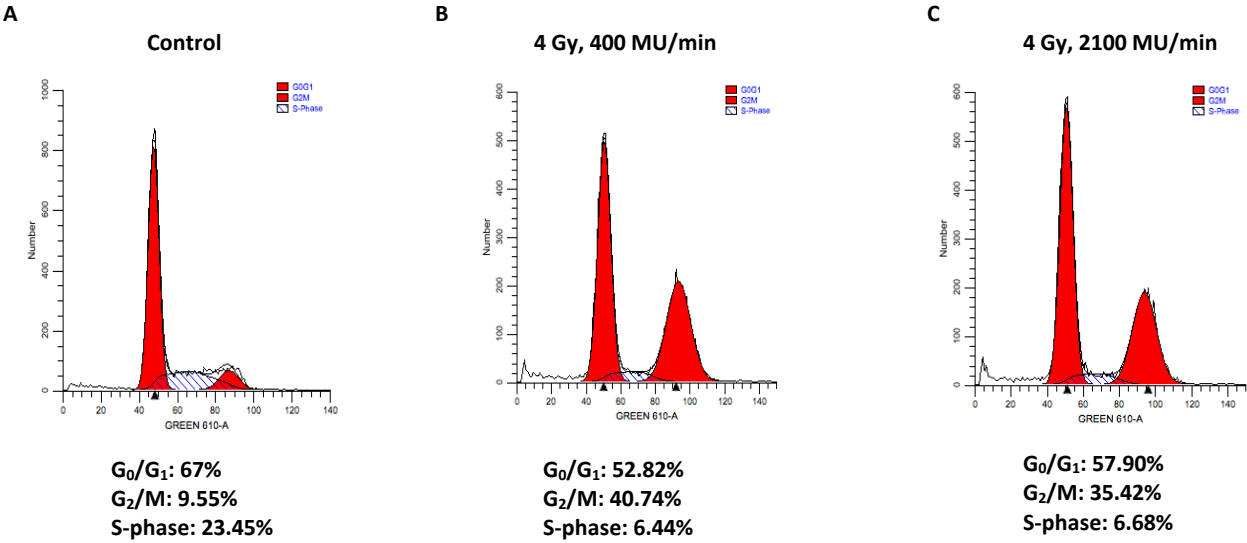 A
Control
G0G1
G2M
S-Phase
1000
800
600
400
200
0
Number
0 20 40 60 80 100 120 140
GREEN 610-A
G₀/G₁: 67%
G₂/M: 9.55%
S-phase: 23.45%
B
4 Gy, 400 MU/min
G0G1
G2M
S-Phase
600
500
400
300
200
100
0
Number
0 20 40 60 80 100 120 140
GREEN 610-A
G₀/G₁: 52.82%
G₂/M: 40.74%
S-phase: 6.44%
C
4 Gy, 2100 MU/min
G0G1
G2M
S-Phase
600
500
400
300
200
100
0
Number
0 20 40 60 80 100 120 140
GREEN 610-A
G₀/G₁: 57.90%
G₂/M: 35.42%
S-phase: 6.68%